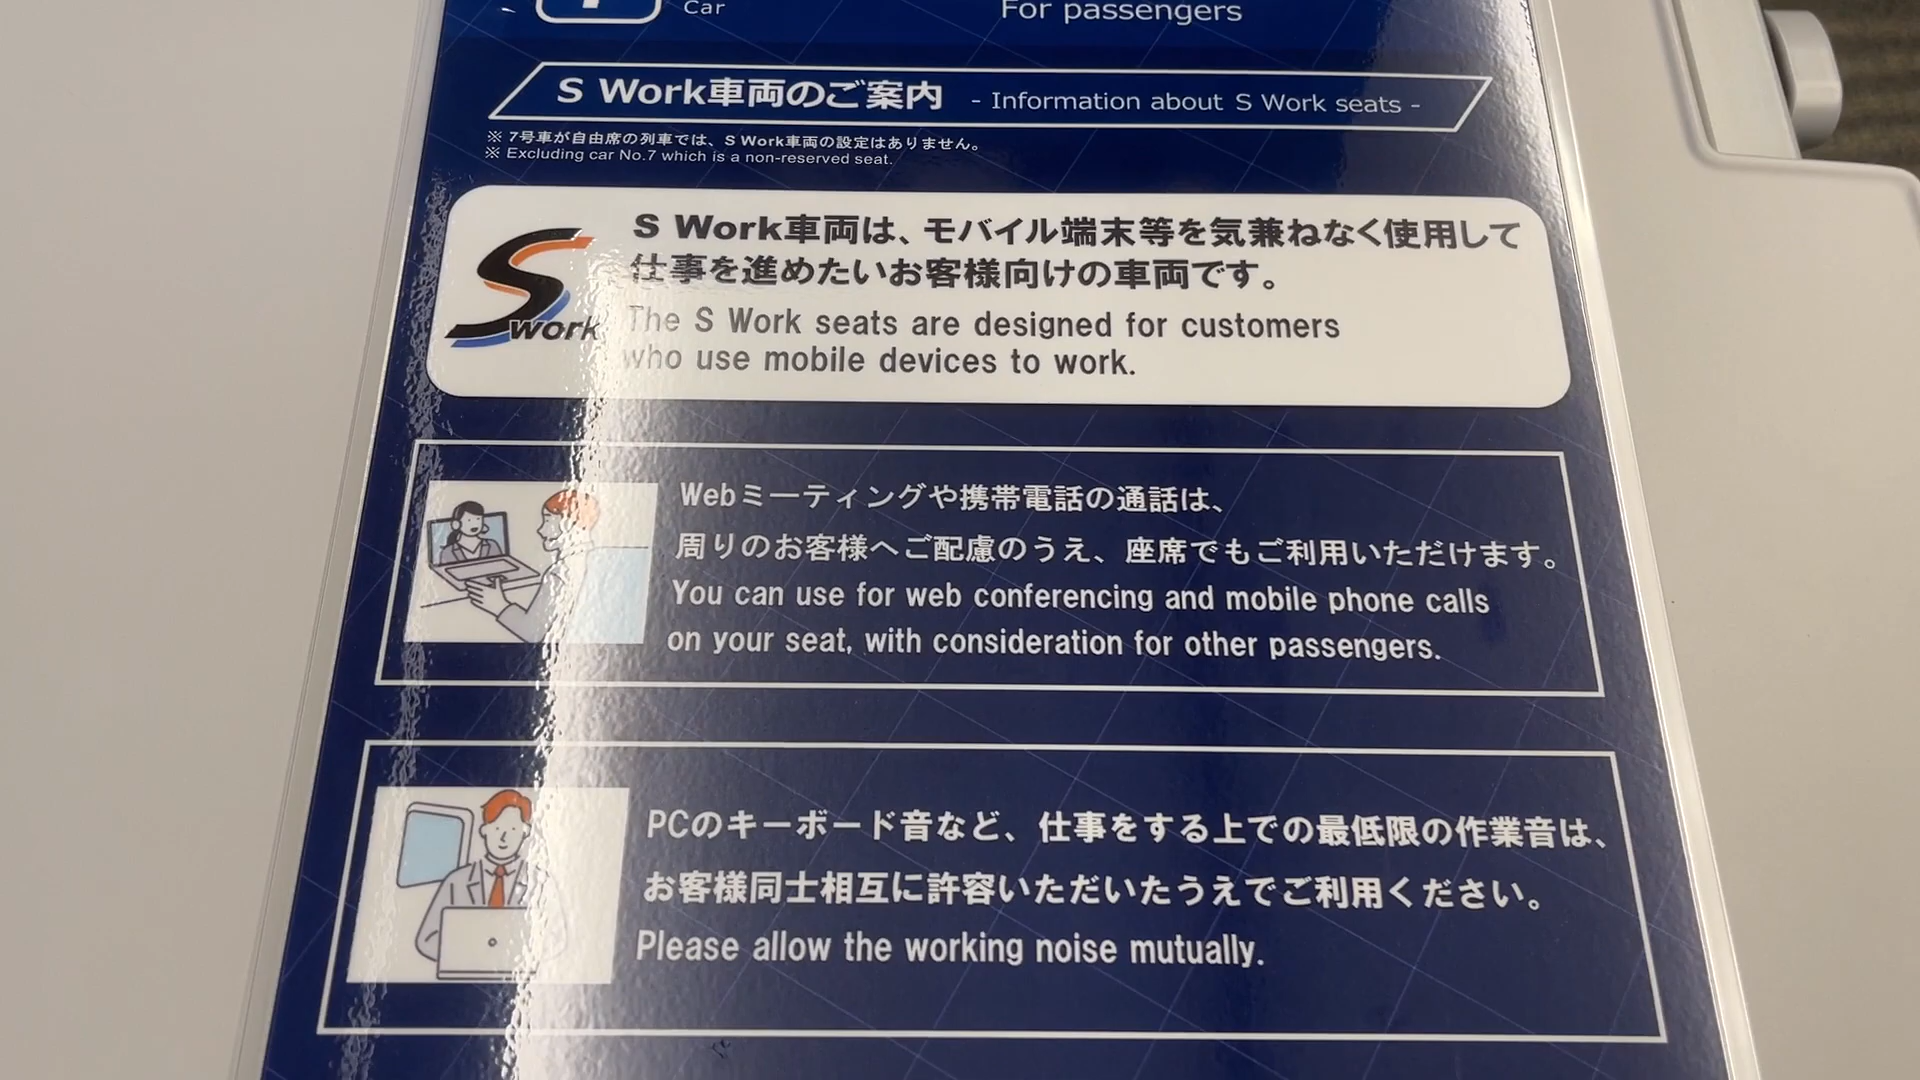 Car
For passengers
S Work車両のご案内 - Information about S Work seats -
※ 7号車が自由席の列車では、S Work車両の設定はありません。
※ Excluding car No.7 which is a non-reserved seat.
S Work
S Work車両は、モバイル端末等を気兼ねなく使用して
仕事を進めたいお客様向けの車両です。
The S Work seats are designed for customers
who use mobile devices to work.
Webミーティングや携帯電話の通話は、
周りのお客様へご配慮のうえ、座席でもご利用いただけます。
You can use for web conferencing and mobile phone calls
on your seat, with consideration for other passengers.
PCのキーボード音など、仕事をする上での最低限の作業音は、
お客様同士相互に許容いただいたうえでご利用ください。
Please allow the working noise mutually.